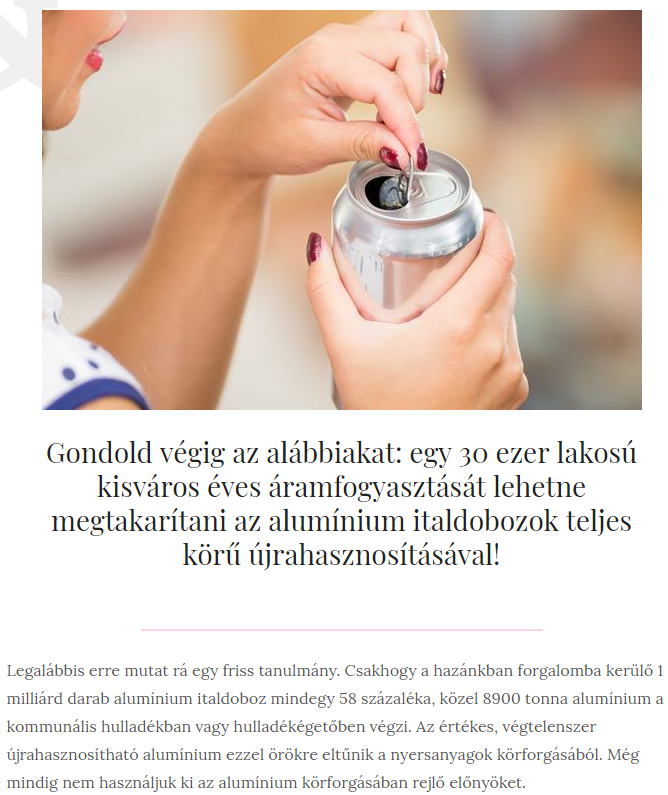 Gondold végig az alábbiakat: egy 30 ezer lakosú
kisváros éves áramfogyasztását lehetne
megtakarítani az alumínium italdobozok teljes
körű újrahasznosításával!
Legalábbis erre mutat rá egy friss tanulmány. Csakhogy a hazánkban forgalomba kerülő 1
milliárd darab alumínium italdoboz mindegy 58 százaléka, közel 8900 tonna alumínium a
kommunális hulladékban vagy hulladékégetőben végzi. Az értékes, végtelenszer
újrahasznosítható alumínium ezzel örökre eltűnik a nyersanyagok körforgásából. Még
mindig nem használjuk ki az alumínium körforgásában rejlő előnyöket.